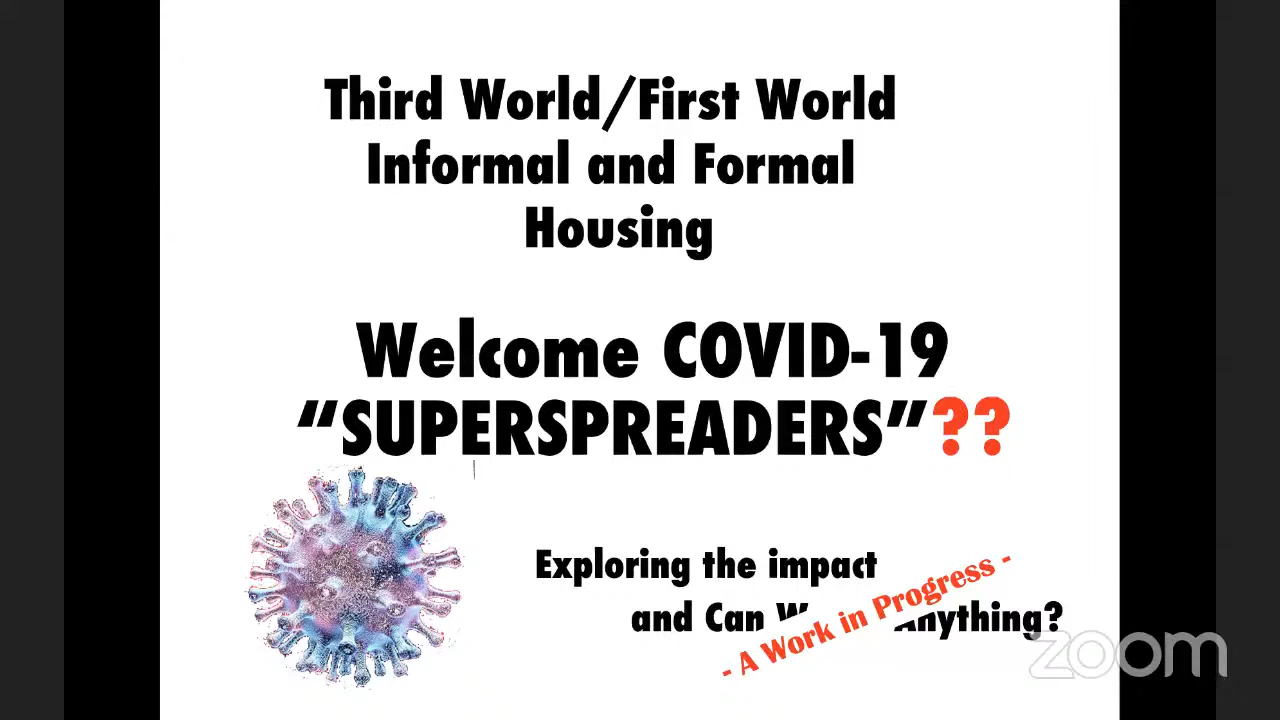 Third World/First World
Informal and Formal
Housing
Welcome COVID-19
“SUPERSPREADERS”??
Exploring the impact
and Can Anything?
- A Work in Progress -
zoom